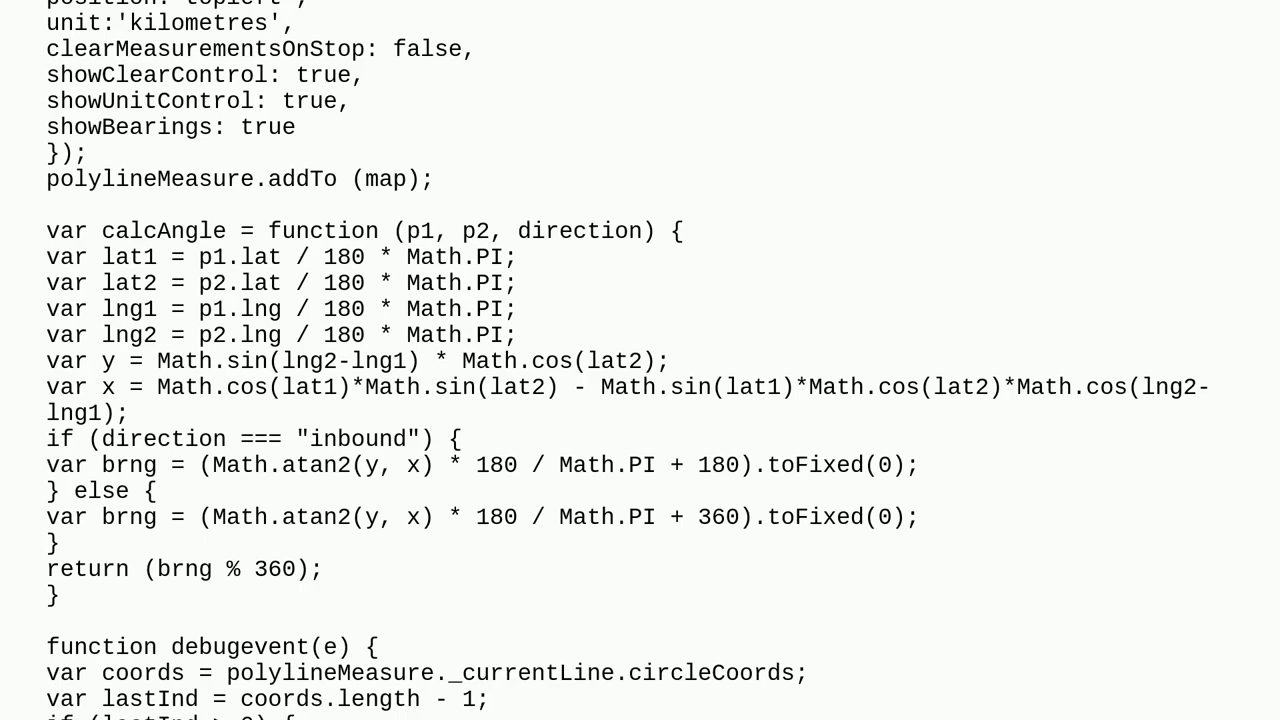 position:'topleft',
unit:'kilometres',
clearMeasurementsOnStop: false,
showClearControl: true,
showUnitControl: true,
showBearings: true
});
polylineMeasure.addTo (map);
var calcAngle = function (p1, p2, direction) {
var lat1 = p1.lat / 180 * Math.PI;
var lat2 = p2.lat / 180 * Math.PI;
var lng1 = p1.lng / 180 * Math.PI;
var lng2 = p2.lng / 180 * Math.PI;
var y = Math.sin(lng2-lng1) * Math.cos(lat2);
var x = Math.cos(lat1)*Math.sin(lat2) - Math.sin(lat1)*Math.cos(lat2)*Math.cos(lng2-
lng1);
if (direction === "inbound") {
var brng = (Math.atan2(y, x) * 180 / Math.PI + 180).toFixed(0);
} else {
var brng = (Math.atan2(y, x) * 180 / Math.PI + 360).toFixed(0);
}
return (brng % 360);
}
function debugevent(e) {
var coords = polylineMeasure._currentLine.circleCoords;
var lastInd = coords.length - 1;
if (lastInd > 0) {